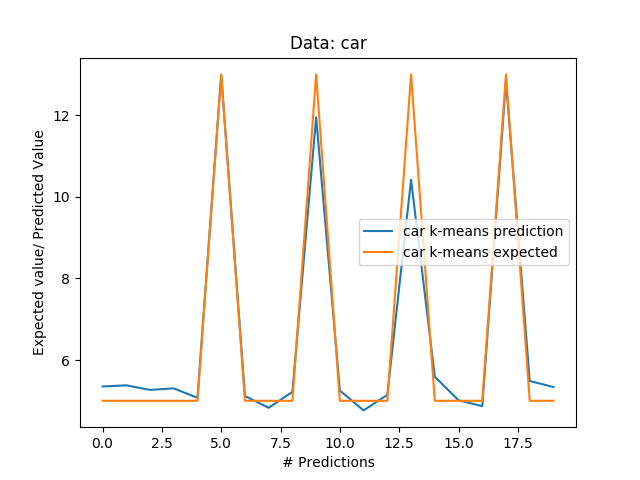 Data: car
Expected value/ Predicted Value
12
10
8
6
car k-means prediction
car k-means expected
0.0 2.5 5.0 7.5 10.0 12.5 15.0 17.5
# Predictions